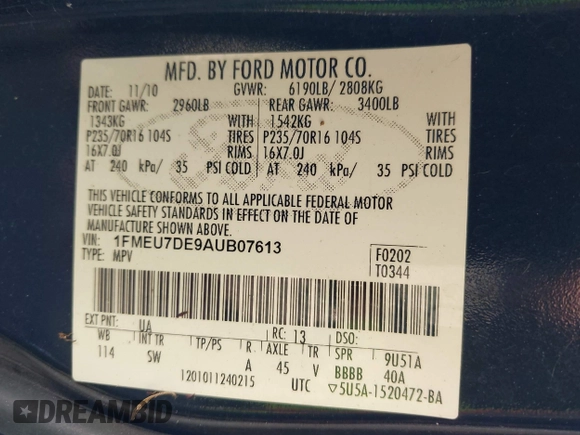 MFD. BY FORD MOTOR CO.
DATE: 11/10 GVWR: 6190LB/ 2808KG
FRONT GAWR: 2960LB REAR GAWR: 3400LB
1343KG WITH 1542KG WITH
P235/70R16 104S TIRES P235/70R16 104S TIRES
16X7.0J RIMS 16X7.0J RIMS
AT 240 kPa/ 35 PSI COLD AT 240 kPa/ 35 PSI COLD
THIS VEHICLE CONFORMS TO ALL APPLICABLE FEDERAL MOTOR
VEHICLE SAFETY STANDARDS IN EFFECT ON THE DATE OF
MANUFACTURE SHOWN ABOVE.
VIN: 1FMEU7DE9AUB07613 F0202
TYPE: MPV T0344
EXT PNT: UA RC: 13 DSO:
WB INT TR TP/PS R AXLE TR SPR 9U51A
114 SW A 45 V BBBB 40A
1201011240215 UTC ▽5U5A-1520472-BA
DREAMBID